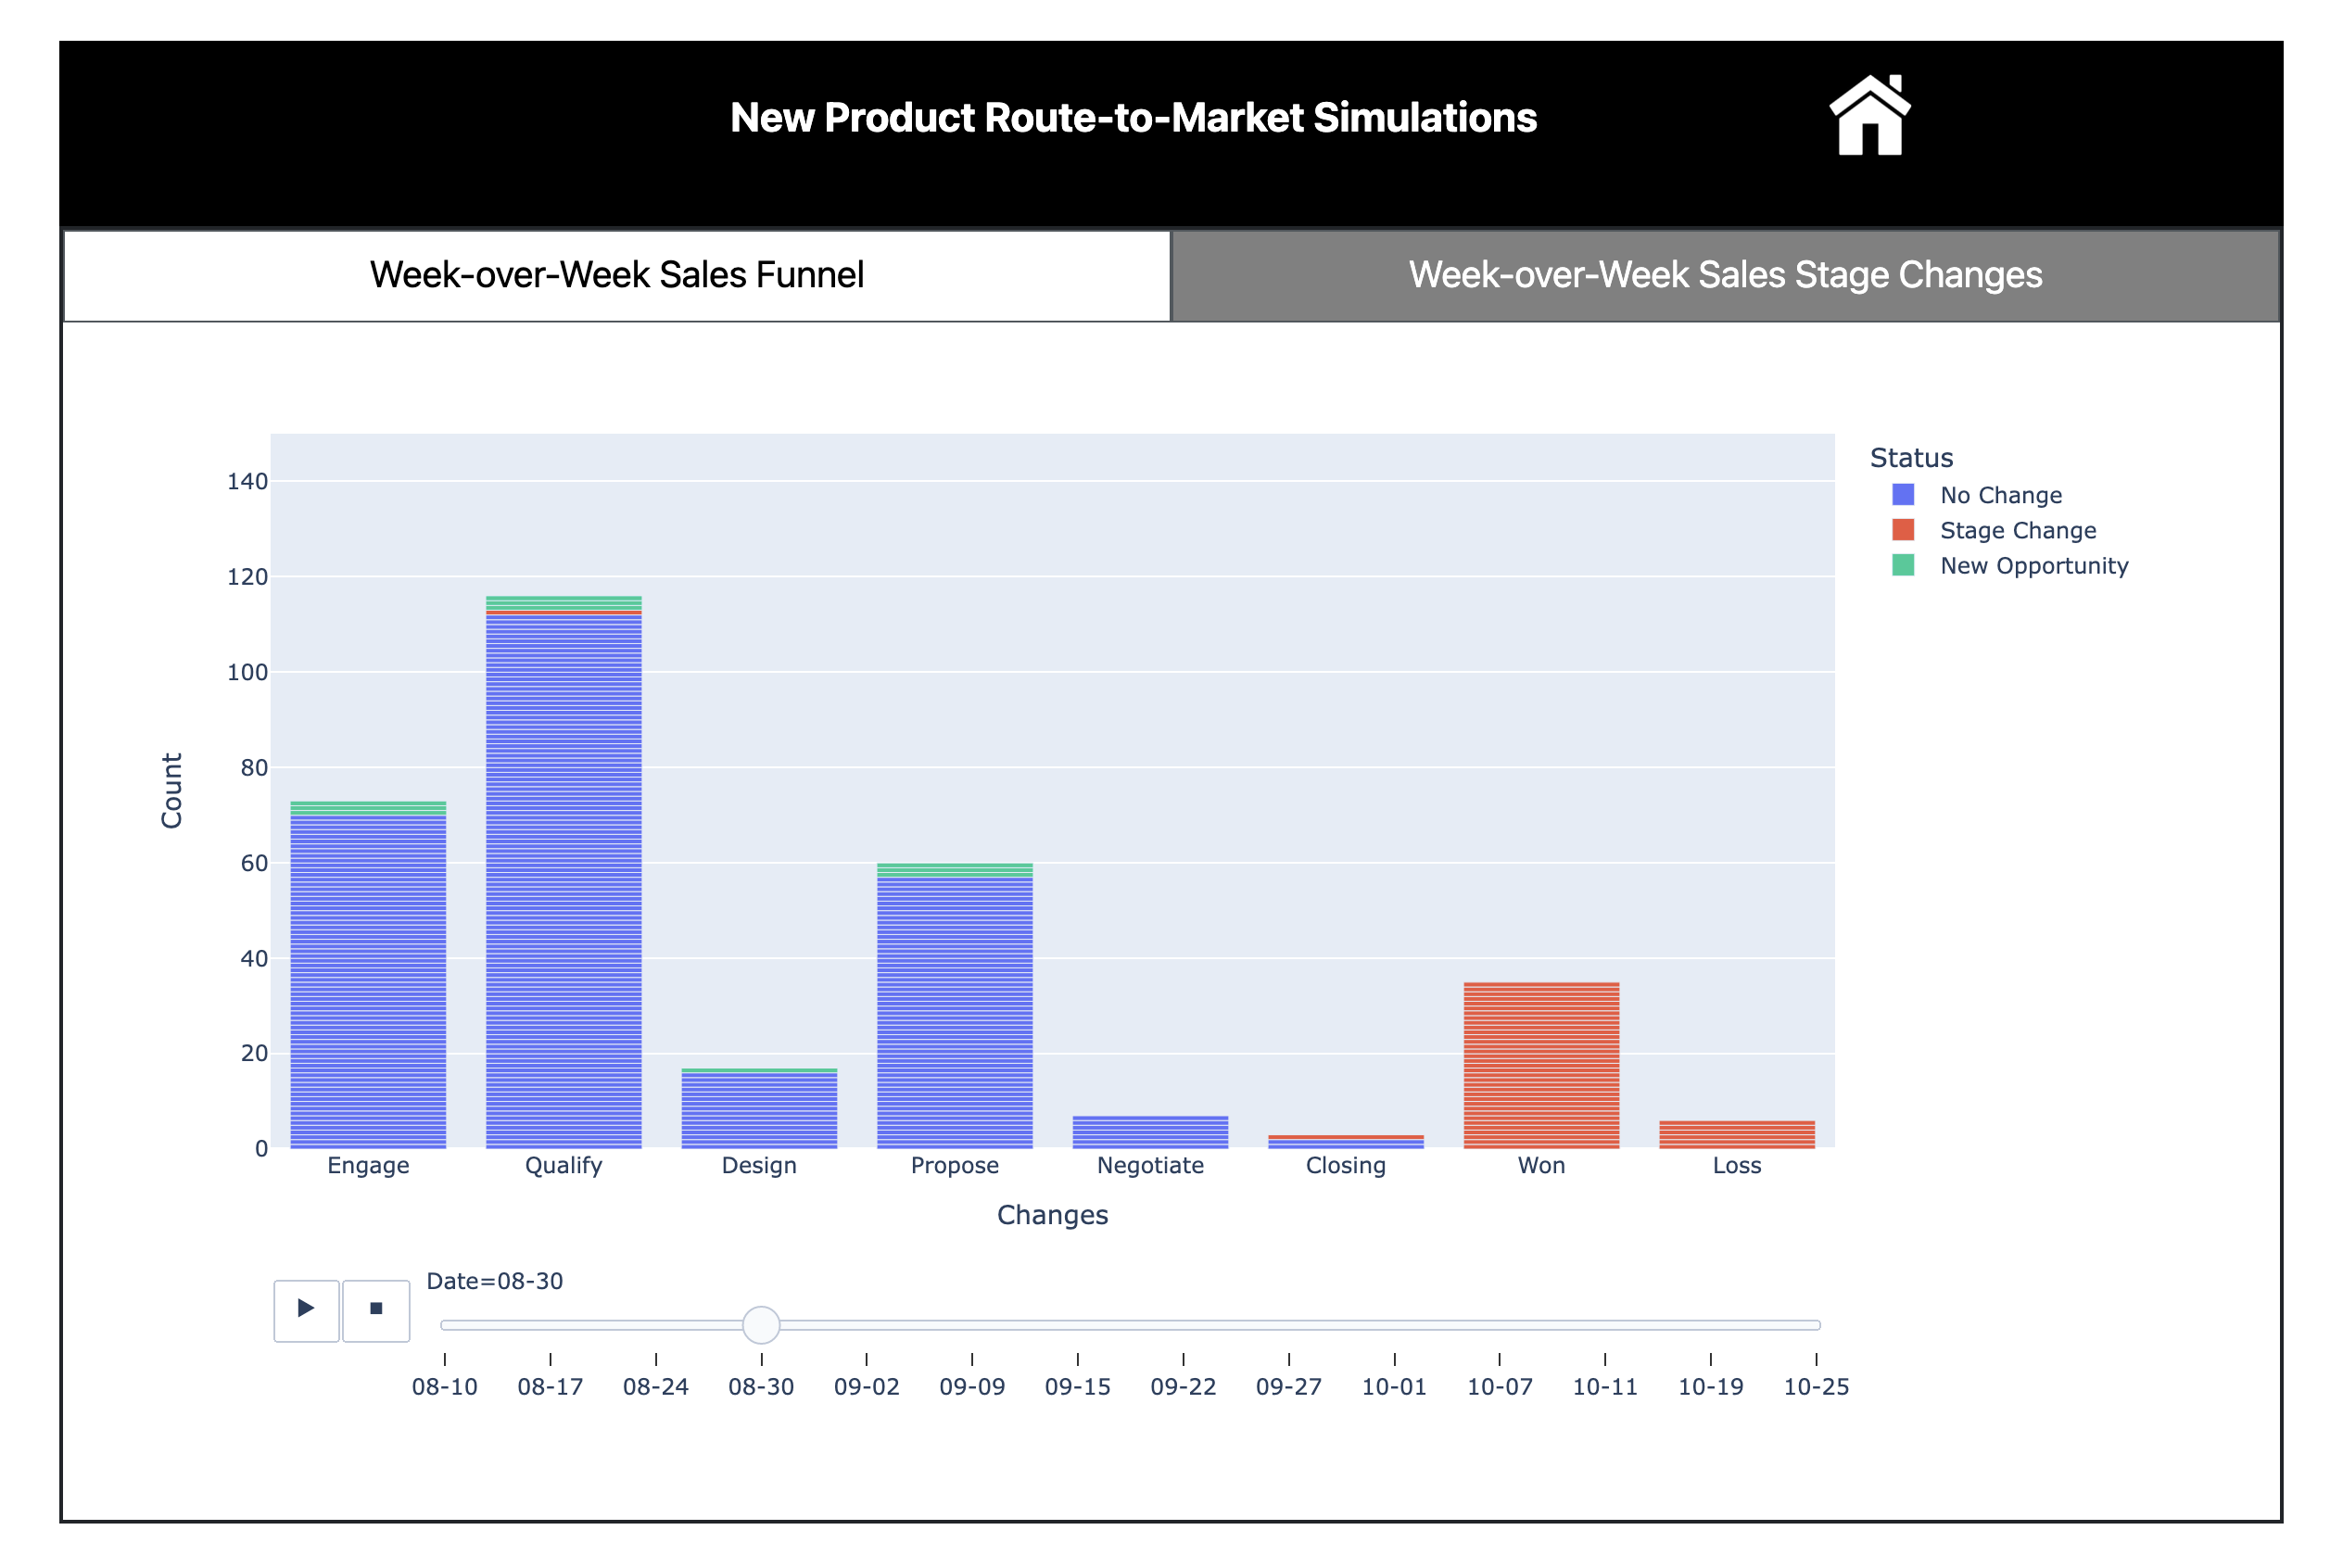 New Product Route-to-Market Simulations
Week-over-Week Sales Funnel
Week-over-Week Sales Stage Changes
Status
No Change
Stage Change
New Opportunity
140
120
100
80
60
40
20
0
Count
Engage Qualify Design Propose Negotiate Closing Won Loss
Changes
Date=08-30
08-10 08-17 08-24 08-30 09-02 09-09 09-15 09-22 09-27 10-01 10-07 10-11 10-19 10-25